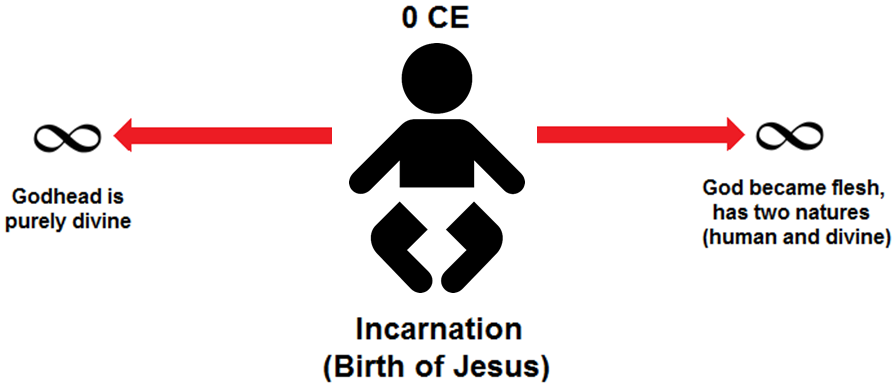 0 CE
∞
∞
Godhead is
purely divine
God became flesh,
has two natures
(human and divine)
Incarnation
(Birth of Jesus)